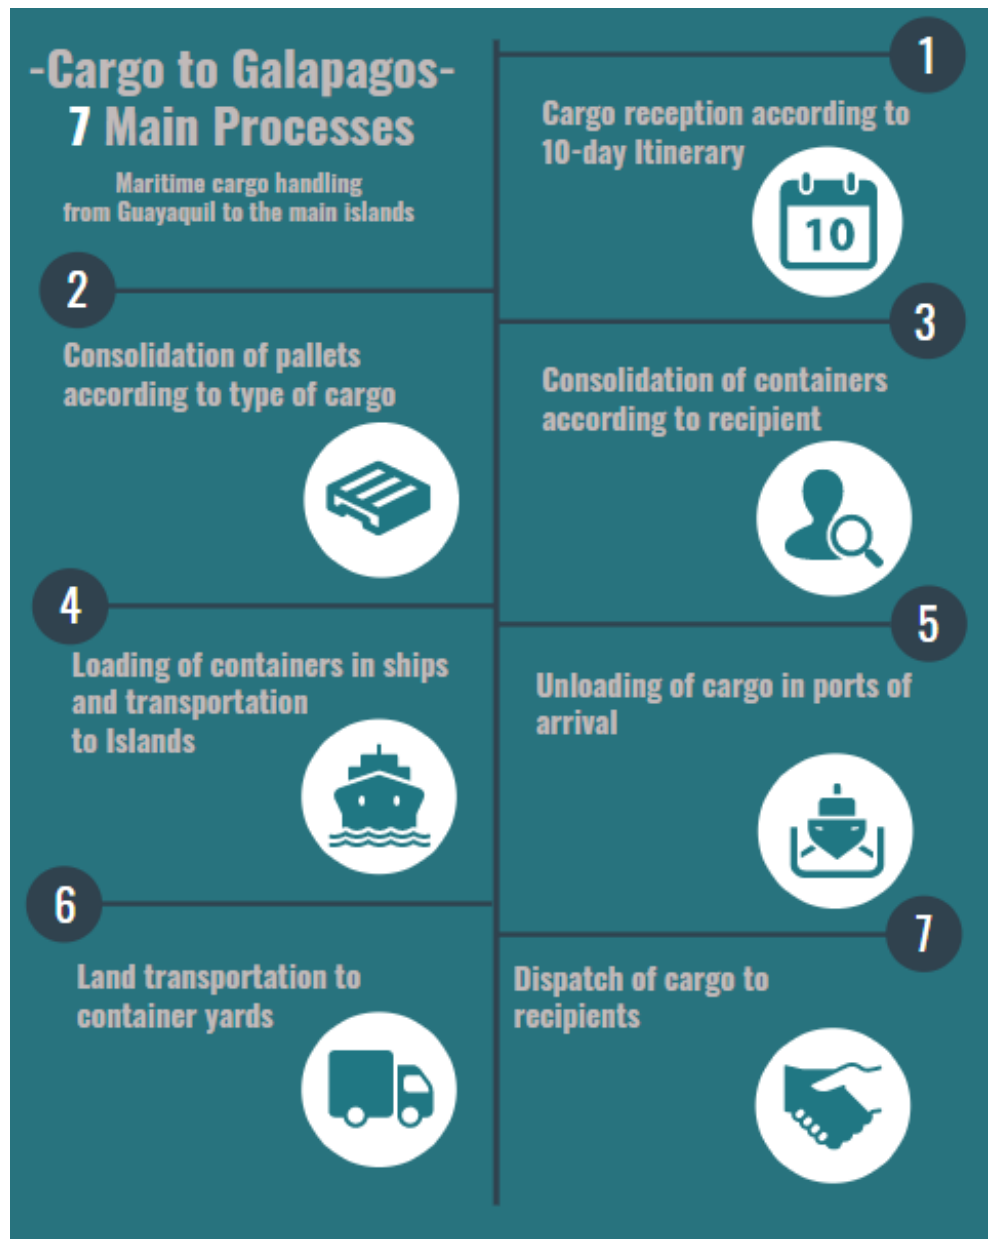 -Cargo to Galapagos-
7 Main Processes
Maritime cargo handling
from Guayaquil to the main islands
1
Cargo reception according to
10-day Itinerary
10
2
Consolidation of pallets
according to type of cargo
3
Consolidation of containers
according to recipient
4
Loading of containers in ships
and transportation
to Islands
5
Unloading of cargo in ports of
arrival
6
Land transportation to
container yards
7
Dispatch of cargo to
recipients